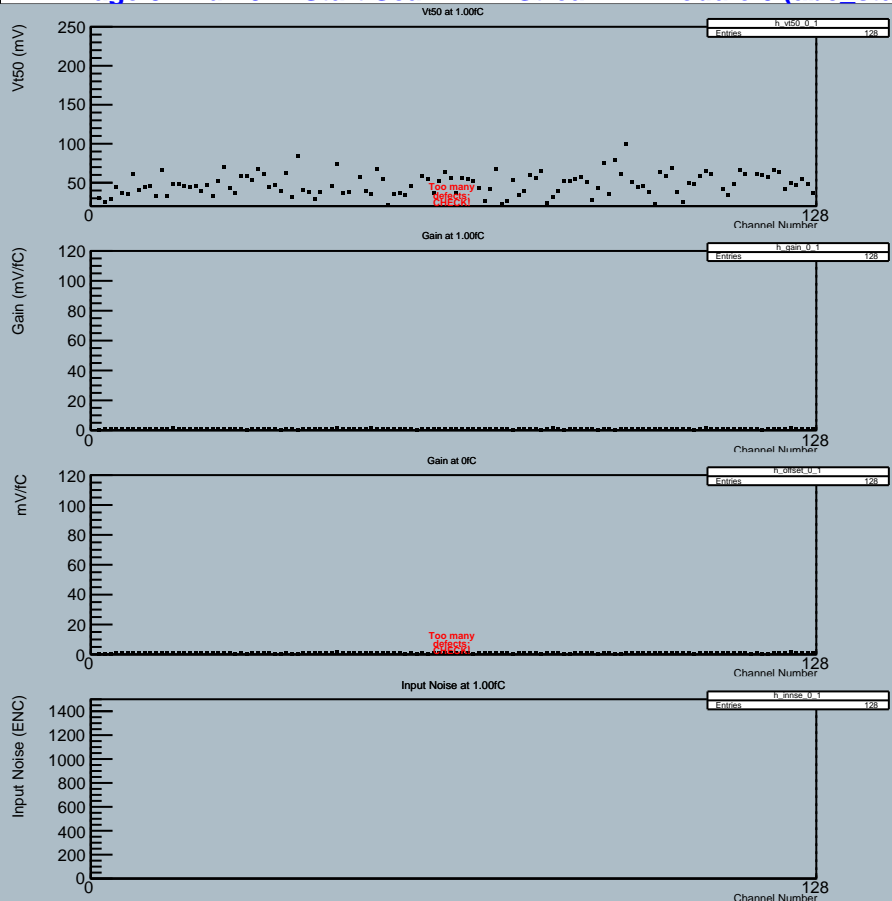 Vt50 at 1.00fC
h_vt50_0_1
Entries 128
Vt50 (mV)
250
200
150
100
50
Too many
defects:
CHECK!
0
128
Channel Number
Gain at 1.00fC
h_gain_0_1
Entries 128
Gain (mV/fC)
120
100
80
60
40
20
0
0
128
Channel Number
Gain at 0fC
h_offset_0_1
Entries 128
mV/fC
120
100
80
60
40
20
0
Too many
defects:
CHECK!
0
128
Channel Number
Input Noise at 1.00fC
h_innse_0_1
Entries 128
Input Noise (ENC)
1400
1200
1000
800
600
400
200
0
0
128
Channel Number